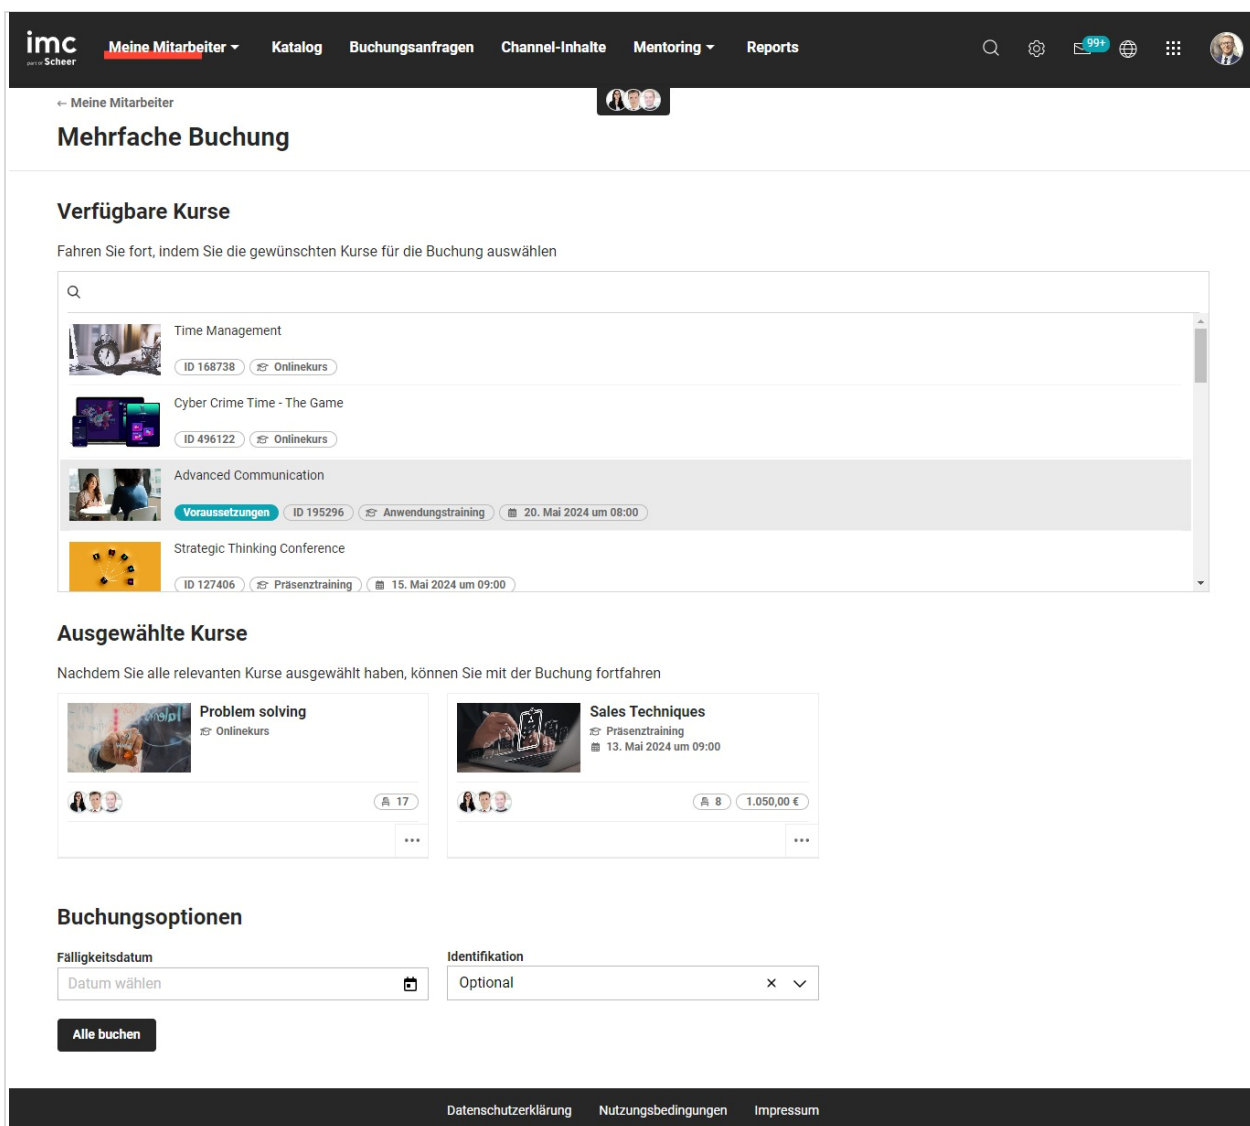 imc
part of Scheer
Meine Mitarbeiter
Katalog
Buchungsanfragen
Channel-Inhalte
Mentoring
Reports
99+
← Meine Mitarbeiter
Mehrfache Buchung
Verfügbare Kurse
Fahren Sie fort, indem Sie die gewünschten Kurse für die Buchung auswählen
Time Management
ID 168738 Onlinekurs
Cyber Crime Time - The Game
ID 496122 Onlinekurs
Advanced Communication
Voraussetzungen ID 195296 Anwendungstraining 20. Mai 2024 um 08:00
Strategic Thinking Conference
ID 127406 Präsenztraining 15. Mai 2024 um 09:00
Ausgewählte Kurse
Nachdem Sie alle relevanten Kurse ausgewählt haben, können Sie mit der Buchung fortfahren
Problem solving
Onlinekurs
17
Sales Techniques
Präsenztraining
13. Mai 2024 um 09:00
8 1.050,00 €
Buchungsoptionen
Fälligkeitsdatum
Datum wählen
Identifikation
Optional
Alle buchen
Datenschutzerklärung Nutzungsbedingungen Impressum